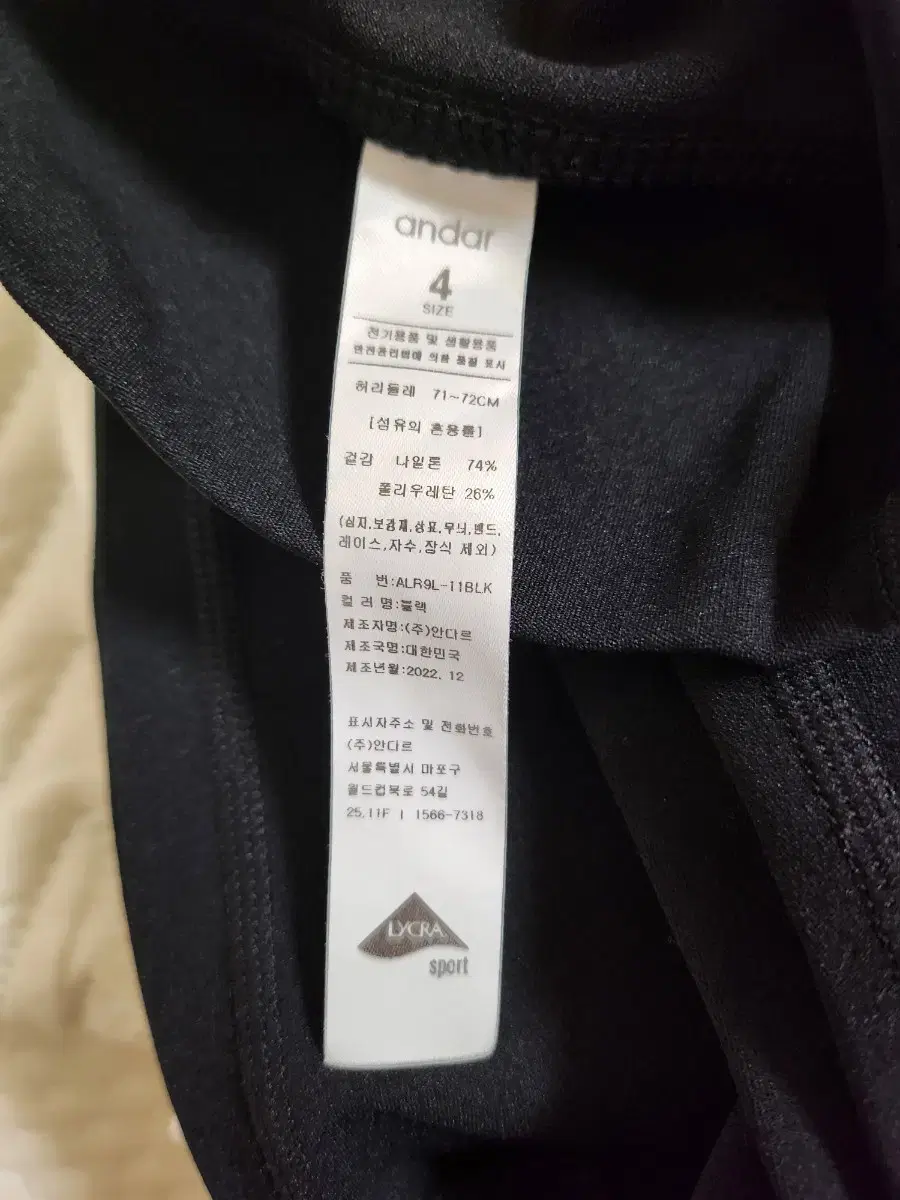 andar
4
SIZE
전기용품 및 생활용품
안전관리법에 의한 품질 표시
허리둘레 71~72CM
[섬유의 혼용률]
겉감 나일론 74%
폴리우레탄 26%
(심지,보강재,상표,무늬,밴드,
레이스,자수,장식 제외)
품 번:ALR9L-11BLK
컬 러 명:블랙
제조자명:(주)안다르
제조국명:대한민국
제조년월:2022. 12
표시자주소 및 전화번호
(주)안다르
서울특별시 마포구
월드컵북로 54길
25, 11F | 1566-7318
LYCRA
sport